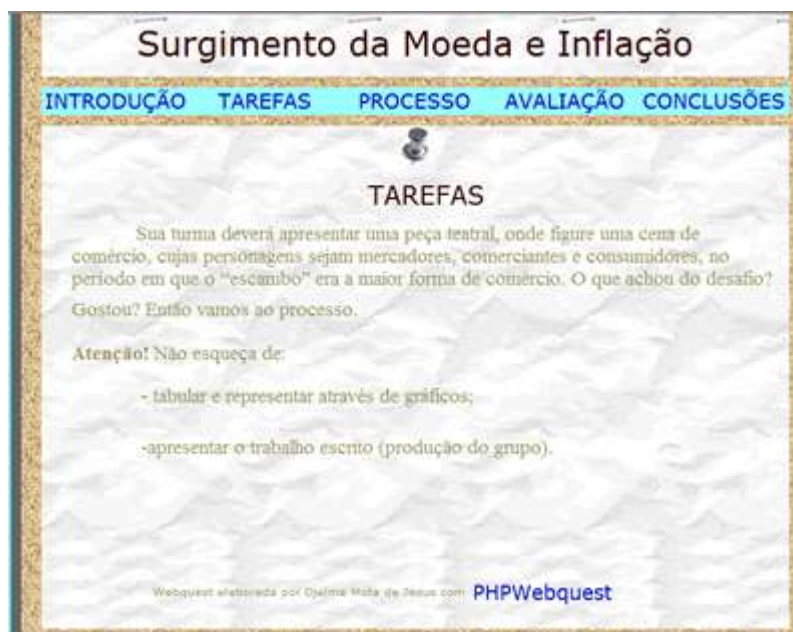 Surgimento da Moeda e Inflação
INTRODUÇÃO TAREFAS PROCESSO AVALIAÇÃO CONCLUSÕES
TAREFAS
Sua turma deverá apresentar uma peça teatral, onde figure uma cena de
comércio, cujas personagens sejam mercadores, comerciantes e consumidores, no
período em que o “escambo” era a maior forma de comércio. O que achou do desafio?
Gostou? Então vamos ao processo.
Atenção! Não esqueça de:
- tabular e representar através de gráficos;
-apresentar o trabalho escrito (produção do grupo).
Webquest elaborada por Djelma Mota de Jesus com PHPWebquest